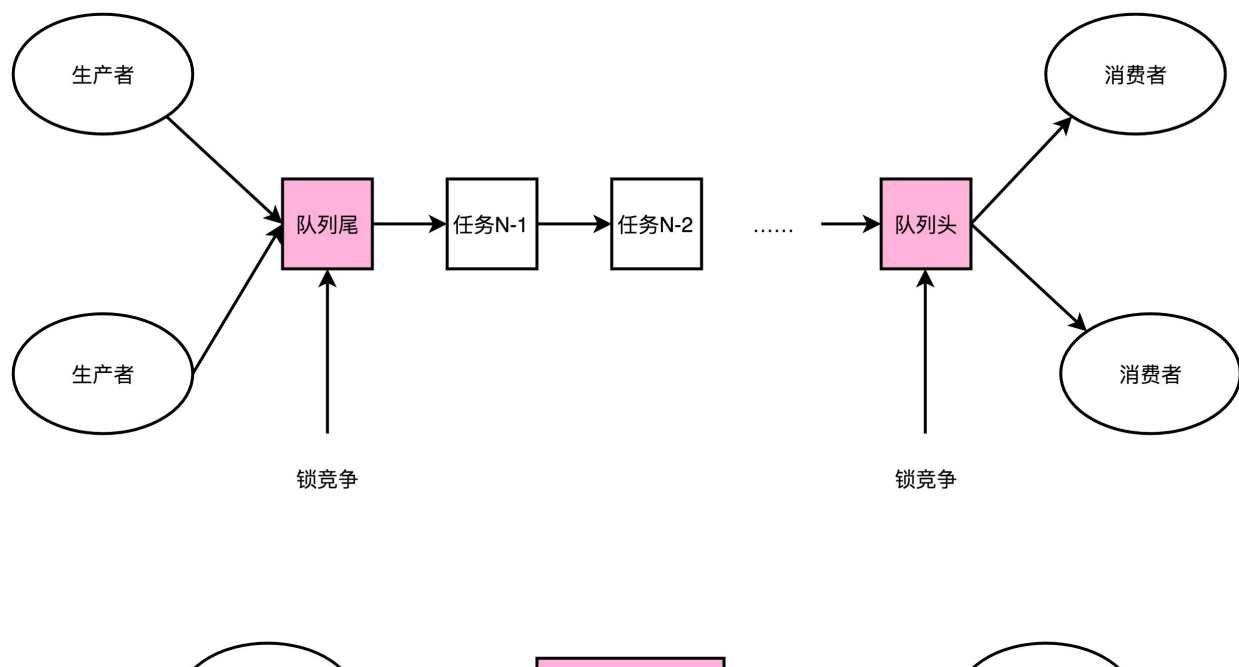 生产者
消费者
队列尾
任务N-1
任务N-2
......
队列头
生产者
消费者
锁竞争
锁竞争